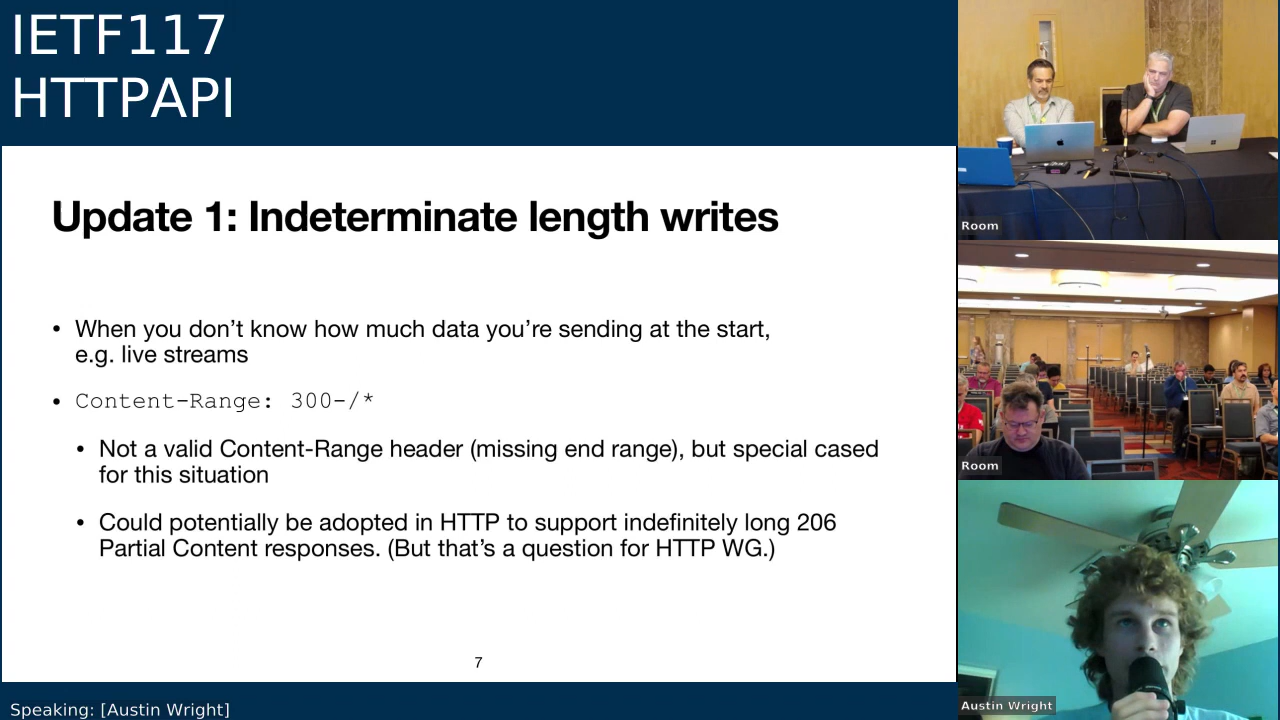 IETF117
HTTPAPI
Update 1: Indeterminate length writes
• When you don’t know how much data you’re sending at the start,
e.g. live streams
• Content-Range: 300-/*
• Not a valid Content-Range header (missing end range), but special cased
for this situation
• Could potentially be adopted in HTTP to support indefinitely long 206
Partial Content responses. (But that’s a question for HTTP WG.)
7
Speaking: [Austin Wright]
Room
Room
Austin Wright